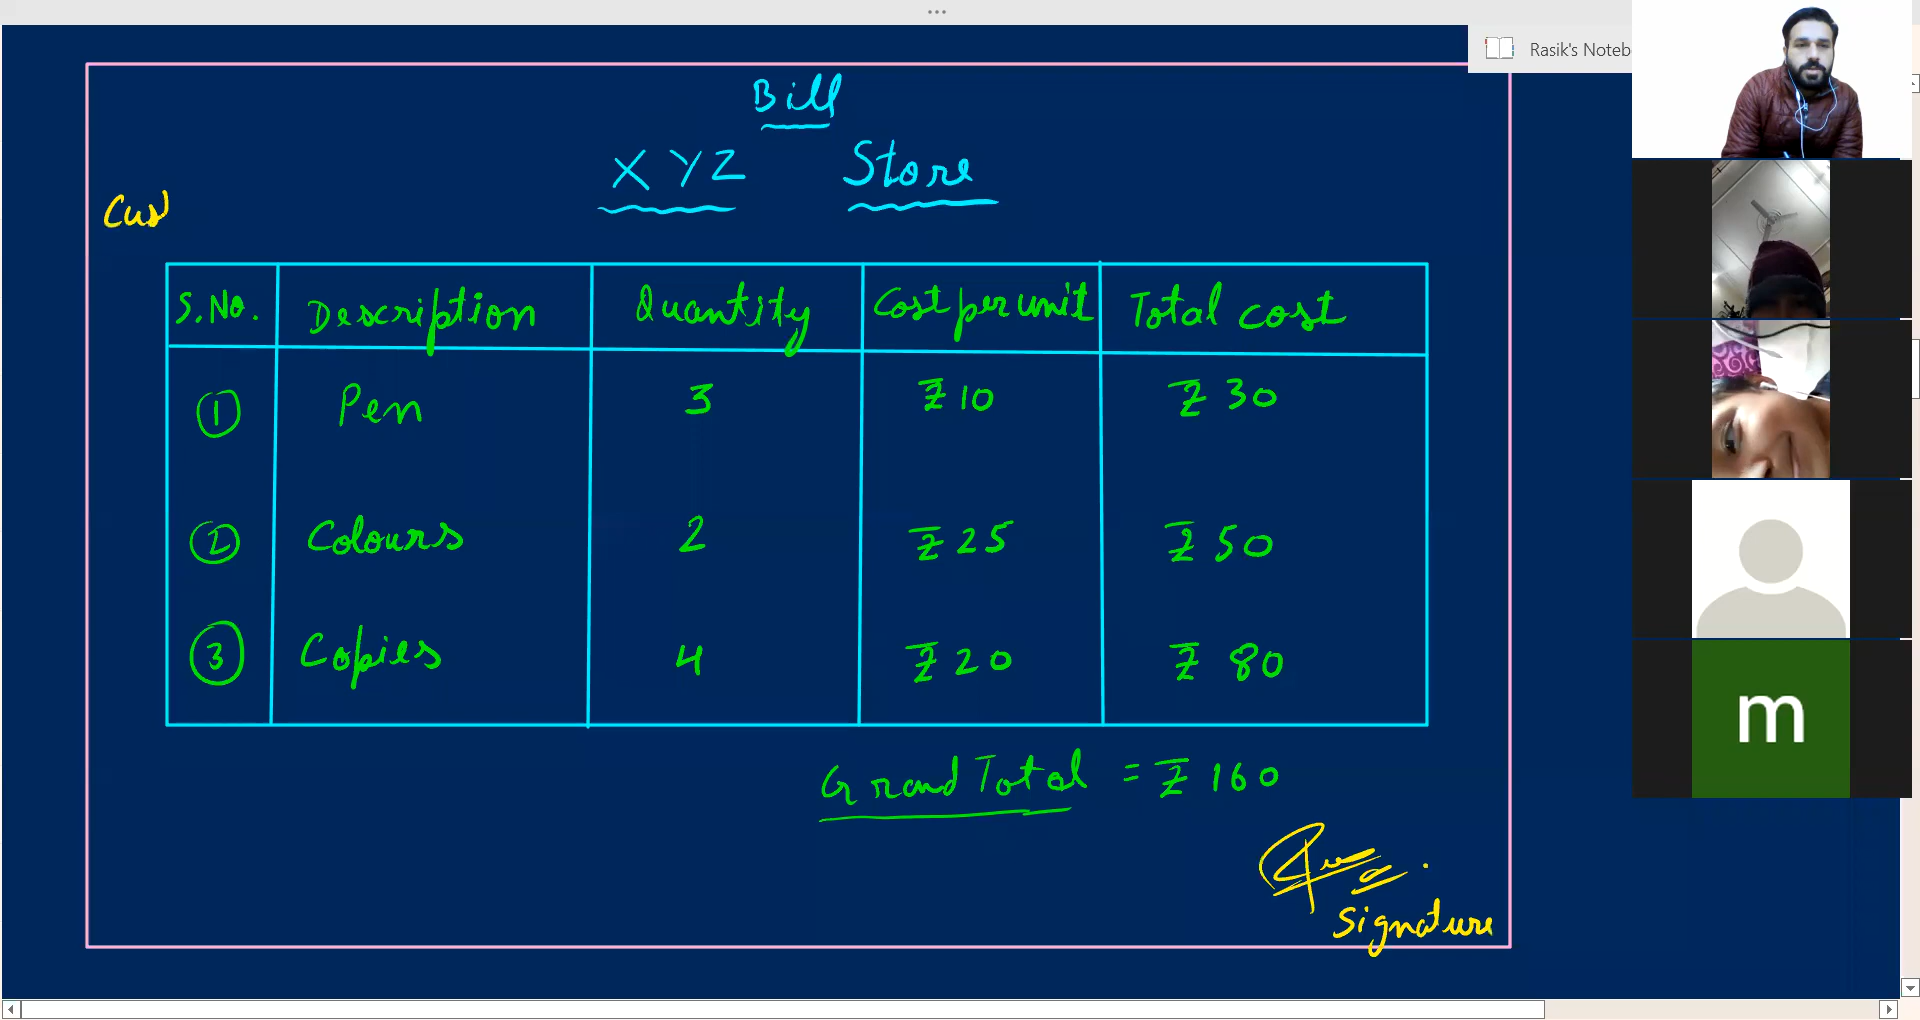 Rasik's Noteb
Bill
XYZ Store
Cus
S.No. Description Quantity Cost per unit Total cost
1 Pen 3 ₹10 ₹30
2 Colours 2 ₹25 ₹50
3 Copies 4 ₹20 ₹80
Grand Total = ₹160
Signature
m